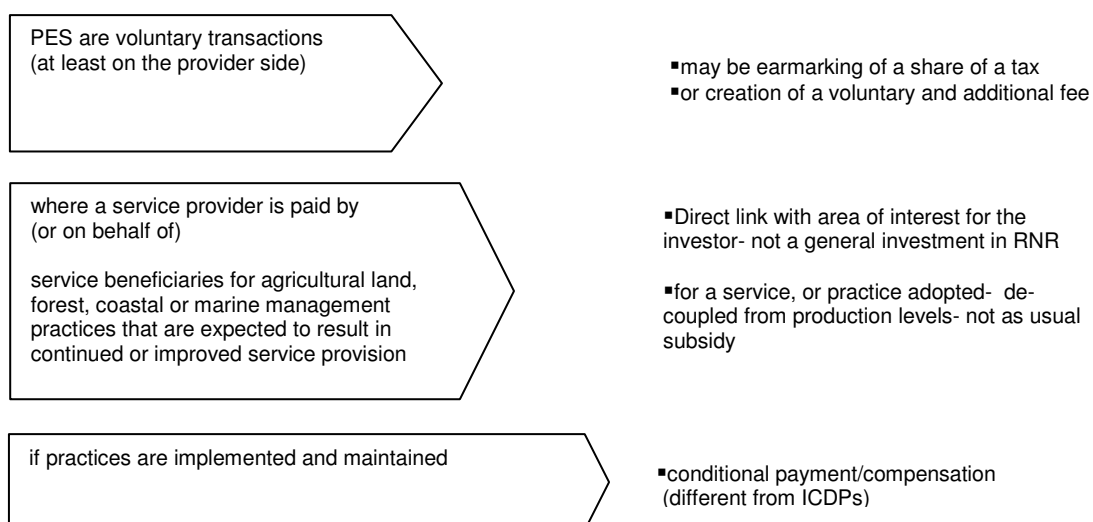 PES are voluntary transactions
(at least on the provider side)
▪may be earmarking of a share of a tax
▪or creation of a voluntary and additional fee
where a service provider is paid by
(or on behalf of)
service beneficiaries for agricultural land,
forest, coastal or marine management
practices that are expected to result in
continued or improved service provision
▪Direct link with area of interest for the
investor- not a general investment in RNR
▪for a service, or practice adopted- de-
coupled from production levels- not as usual
subsidy
if practices are implemented and maintained
▪conditional payment/compensation
(different from ICDPs)